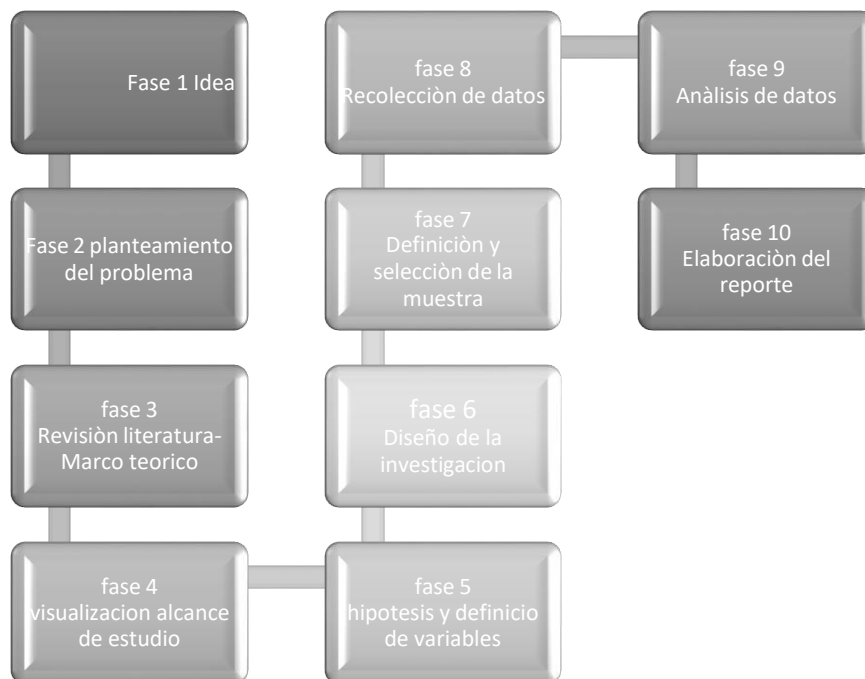 Fase 1 Idea
Fase 2 planteamiento
del problema
fase 3
Revisiòn literatura-
Marco teorico
fase 4
visualizacion alcance
de estudio
fase 5
hipotesis y definicio
de variables
fase 6
Diseño de la
investigacion
fase 7
Definiciòn y
selecciòn de la
muestra
fase 8
Recolecciòn de datos
fase 9
Anàlisis de datos
fase 10
Elaboraciòn del
reporte